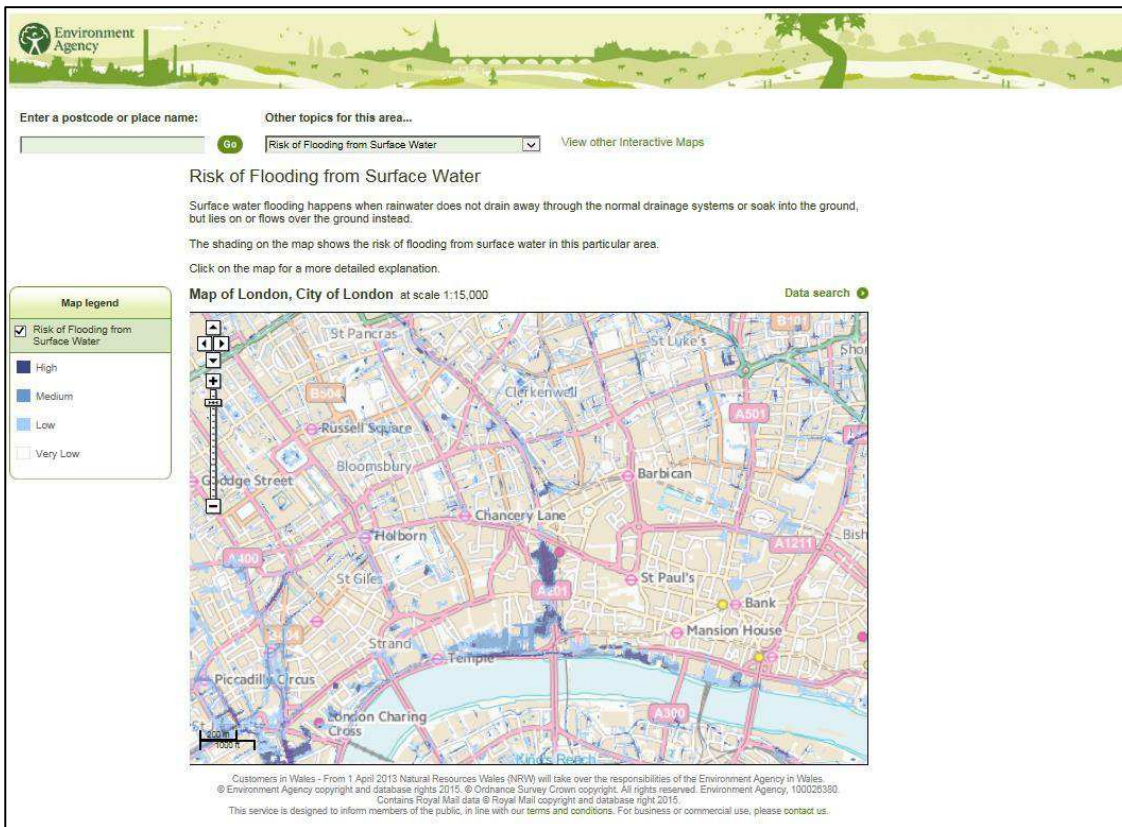 Environment
Agency
Enter a postcode or place name:
Other topics for this area...
Go
Risk of Flooding from Surface Water
View other Interactive Maps
Risk of Flooding from Surface Water
Surface water flooding happens when rainwater does not drain away through the normal drainage systems or soak into the ground,
but lies on or flows over the ground instead.
The shading on the map shows the risk of flooding from surface water in this particular area.
Click on the map for a more detailed explanation.
Map legend
Risk of Flooding from
Surface Water
High
Medium
Low
Very Low
Map of London, City of London at scale 1:15,000
Data search
St Pancras
St Luke's
B101
Shor
Clerkenwell
B504
A501
Russell Square
Bloomsbury
Goodge Street
Barbican
Chancery Lane
Holborn
A1211
Bish
A400
St Giles
St Paul's
A201
Bank
Mansion House
Strand
Temple
Piccadilly Circus
London Charing
Cross
A300
200 m
1000 ft
King's Reach
Customers in Wales - From 1 April 2013 Natural Resources Wales (NRW) will take over the responsibilities of the Environment Agency in Wales.
© Environment Agency copyright and database rights 2015. © Ordnance Survey Crown copyright. All rights reserved. Environment Agency, 100026380.
Contains Royal Mail data © Royal Mail copyright and database right 2015.
This service is designed to inform members of the public, in line with our terms and conditions. For business or commercial use, please contact us.